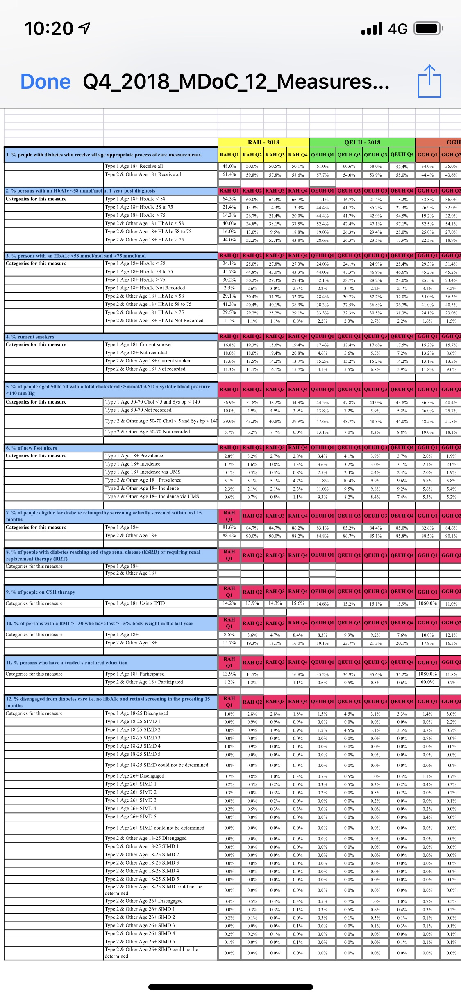 10:20
4G
Done Q4_2018_MDoC_12_Measures...
RAH - 2018 QEUH - 2018 GGH
1. % people with diabetes who receive all age appropriate process of care measurements. RAH Q1 RAH Q2 RAH Q3 RAH Q4 QEUH Q1 QEUH Q2 QEUH Q3 QEUH Q4 GGH Q1 GGH Q2
Type 1 Age 18+ Receive all 48.0% 50.0% 50.5% 50.1% 61.0% 60.6% 58.0% 52.4% 34.0% 35.0%
Type 2 & Other Age 18+ Receive all 61.4% 59.8% 57.8% 58.6% 57.7% 54.0% 53.9% 55.0% 44.4% 43.6%
2. % persons with an HbA1c <58 mmol/mol at 1 year post diagnosis RAH Q1 RAH Q2 RAH Q3 RAH Q4 QEUH Q1 QEUH Q2 QEUH Q3 QEUH Q4 GGH Q1 GGH Q2
Categories for this measure Type 1 Age 18+ HbA1c < 58 64.3% 60.0% 64.3% 66.7% 11.1% 16.7% 21.4% 18.2% 53.8% 36.0%
Type 1 Age 18+ HbA1c 58 to 75 21.4% 13.3% 14.3% 13.3% 44.4% 41.7% 35.7% 27.3% 26.9% 32.0%
Type 1 Age 18+ HbA1c > 75 14.3% 26.7% 21.4% 20.0% 44.4% 41.7% 42.9% 54.5% 19.2% 32.0%
Type 2 & Other Age 18+ HbA1c < 58 40.0% 34.8% 38.1% 37.5% 52.4% 47.4% 47.1% 57.1% 52.5% 54.1%
Type 2 & Other Age 18+ HbA1c 58 to 75 16.0% 13.0% 9.5% 18.8% 19.0% 26.3% 29.4% 25.0% 25.0% 27.0%
Type 2 & Other Age 18+ HbA1c > 75 44.0% 52.2% 52.4% 43.8% 28.6% 26.3% 23.5% 17.9% 22.5% 18.9%
3. % persons with an HbA1c <58 mmol/mol and >75 mmol/mol RAH Q1 RAH Q2 RAH Q3 RAH Q4 QEUH Q1 QEUH Q2 QEUH Q3 QEUH Q4 GGH Q1 GGH Q2
Categories for this measure Type 1 Age 18+ HbA1c < 58 24.1% 25.0% 27.8% 27.3% 24.0% 24.1% 24.9% 25.4% 29.3% 31.4%
Type 1 Age 18+ HbA1c 58 to 75 45.7% 44.8% 43.0% 43.3% 44.0% 47.3% 46.9% 46.6% 45.2% 45.2%
Type 1 Age 18+ HbA1c > 75 30.2% 30.2% 29.3% 29.4% 32.1% 28.7% 28.2% 28.0% 25.5% 23.4%
Type 1 Age 18+ HbA1c Not Recorded 2.5% 2.6% 3.0% 2.5% 2.2% 3.1% 2.2% 2.1% 3.1% 3.2%
Type 2 & Other Age 18+ HbA1c < 58 29.1% 30.4% 31.7% 32.0% 28.4% 30.2% 32.7% 32.0% 35.0% 36.5%
Type 2 & Other Age 18+ HbA1c 58 to 75 41.3% 40.4% 40.1% 38.9% 38.3% 37.5% 36.8% 36.7% 41.0% 40.5%
Type 2 & Other Age 18+ HbA1c > 75 29.5% 29.2% 28.2% 29.1% 33.3% 32.3% 30.5% 31.3% 24.1% 23.0%
Type 2 & Other Age 18+ HbA1c Not Recorded 1.1% 1.1% 1.1% 0.8% 2.2% 2.3% 2.7% 2.2% 1.6% 1.5%
4. % current smokers RAH Q1 RAH Q2 RAH Q3 RAH Q4 QEUH Q1 QEUH Q2 QEUH Q3 QEUH Q4 GGH Q1 GGH Q2
Categories for this measure Type 1 Age 18+ Current smoker 16.8% 19.3% 18.6% 19.4% 17.4% 17.4% 17.6% 17.5% 15.2% 15.7%
Type 1 Age 18+ Not recorded 18.0% 18.0% 19.4% 20.8% 4.6% 5.6% 5.5% 7.2% 13.2% 8.6%
Type 2 & Other Age 18+ Current smoker 13.6% 13.5% 14.2% 13.7% 15.2% 15.2% 15.2% 14.2% 13.1% 13.5%
Type 2 & Other Age 18+ Not recorded 11.3% 14.1% 16.1% 15.7% 4.1% 5.5% 6.8% 5.9% 11.8% 9.0%
5. % of people aged 50 to 70 with a total cholesterol <5mmol/l AND a systolic blood pressure
<140 mm Hg RAH Q1 RAH Q2 RAH Q3 RAH Q4 QEUH Q1 QEUH Q2 QEUH Q3 QEUH Q4 GGH Q1 GGH Q2
Categories for this measure Type 1 Age 50-70 Chol < 5 and Sys bp < 140 36.9% 37.8% 38.2% 34.9% 44.5% 47.8% 44.0% 43.8% 36.3% 40.4%
Type 1 Age 50-70 Not recorded 10.0% 4.9% 4.9% 3.9% 13.8% 7.2% 5.9% 5.2% 26.0% 25.7%
Type 2 & Other Age 50-70 Chol < 5 and Sys bp < 140 39.9% 43.2% 40.8% 39.9% 47.6% 48.7% 48.8% 44.0% 48.5% 51.8%
Type 2 & Other Age 50-70 Not recorded 5.7% 6.2% 7.7% 6.0% 13.1% 7.0% 8.3% 8.8% 19.0% 18.1%
6. % of new foot ulcers RAH Q1 RAH Q2 RAH Q3 RAH Q4 QEUH Q1 QEUH Q2 QEUH Q3 QEUH Q4 GGH Q1 GGH Q2
Categories for this measure Type 1 Age 18+ Prevalence 2.8% 3.2% 2.7% 2.8% 3.4% 4.1% 3.9% 3.7% 2.0% 1.9%
Type 1 Age 18+ Incidence 1.7% 1.6% 0.8% 1.3% 3.6% 3.2% 3.0% 3.1% 2.1% 2.0%
Type 1 Age 18+ Incidence via UMS 0.1% 0.3% 0.3% 0.8% 2.5% 2.4% 2.4% 2.4% 2.0% 1.9%
Type 2 & Other Age 18+ Prevalence 5.1% 5.1% 5.1% 4.7% 11.8% 10.4% 9.9% 9.6% 5.8% 5.8%
Type 2 & Other Age 18+ Incidence 2.3% 2.1% 2.1% 2.3% 11.0% 9.5% 9.8% 9.2% 5.6% 5.4%
Type 2 & Other Age 18+ Incidence via UMS 0.6% 0.7% 0.8% 1.1% 9.3% 8.2% 8.4% 7.4% 5.3% 5.2%
7. % of people eligible for diabetic retinopathy screening actually screened within last 15
months RAH Q1 RAH Q2 RAH Q3 RAH Q4 QEUH Q1 QEUH Q2 QEUH Q3 QEUH Q4 GGH Q1 GGH Q2
Categories for this measure Type 1 Age 18+ 81.6% 84.7% 84.7% 86.2% 83.1% 85.2% 84.4% 85.0% 82.6% 84.6%
Type 2 & Other Age 18+ 88.4% 90.0% 90.0% 88.2% 84.8% 86.7% 85.1% 85.8% 88.5% 90.1%
8. % of people with diabetes reaching end stage renal disease (ESRD) or requiring renal
replacement therapy (RRT) RAH Q1 RAH Q2 RAH Q3 RAH Q4 QEUH Q1 QEUH Q2 QEUH Q3 QEUH Q4 GGH Q1 GGH Q2
Categories for this measure Type 1 Age 18+
Type 2 & Other Age 18+
9. % of people on CSII therapy RAH Q1 RAH Q2 RAH Q3 RAH Q4 QEUH Q1 QEUH Q2 QEUH Q3 QEUH Q4 GGH Q1 GGH Q2
Categories for this measure Type 1 Age 18+ Using IPTD 14.2% 13.9% 14.3% 15.6% 14.6% 15.2% 15.1% 15.9% 1060.0% 11.0%
10. % of persons with a BMI >= 30 who have lost >= 5% body weight in the last year RAH Q1 RAH Q2 RAH Q3 RAH Q4 QEUH Q1 QEUH Q2 QEUH Q3 QEUH Q4 GGH Q1 GGH Q2
Categories for this measure Type 1 Age 18+ 8.5% 3.6% 4.7% 8.4% 8.3% 9.9% 9.2% 7.6% 10.0% 12.1%
Type 2 & Other Age 18+ 15.7% 19.3% 18.1% 16.0% 19.1% 23.7% 21.3% 20.1% 17.9% 16.5%
11. % persons who have attended structured education RAH Q1 RAH Q2 RAH Q3 RAH Q4 QEUH Q1 QEUH Q2 QEUH Q3 QEUH Q4 GGH Q1 GGH Q2
Categories for this measure Type 1 Age 18+ Participated 13.9% 14.5% 16.8% 35.2% 34.9% 35.6% 35.2% 1080.0% 11.8%
Type 2 & Other Age 18+ Participated 1.2% 1.2% 1.1% 0.6% 0.5% 0.5% 0.6% 60.0% 0.7%
12. % disengaged from diabetes care i.e. no HbA1c and retinal screening in the preceding 15
months RAH Q1 RAH Q2 RAH Q3 RAH Q4 QEUH Q1 QEUH Q2 QEUH Q3 QEUH Q4 GGH Q1 GGH Q2
Categories for this measure Type 1 Age 18-25 Disengaged 1.0% 2.8% 2.8% 1.8% 1.5% 4.5% 3.1% 3.3% 1.4% 3.0%
Type 1 Age 18-25 SIMD 1 0.0% 0.9% 0.9% 0.9% 0.0% 0.0% 0.0% 0.0% 0.0% 2.2%
Type 1 Age 18-25 SIMD 2 0.0% 0.9% 1.9% 0.9% 1.5% 4.5% 3.1% 3.3% 0.7% 0.7%
Type 1 Age 18-25 SIMD 3 0.0% 0.0% 0.0% 0.0% 0.0% 0.0% 0.0% 0.0% 0.7% 0.0%
Type 1 Age 18-25 SIMD 4 1.0% 0.9% 0.0% 0.0% 0.0% 0.0% 0.0% 0.0% 0.0% 0.0%
Type 1 Age 18-25 SIMD 5 0.0% 0.0% 0.0% 0.0% 0.0% 0.0% 0.0% 0.0% 0.0% 0.0%
Type 1 Age 18-25 SIMD could not be determined 0.0% 0.0% 0.0% 0.0% 0.0% 0.0% 0.0% 0.0% 0.0% 0.0%
Type 1 Age 26+ Disengaged 0.7% 0.8% 1.0% 0.3% 0.5% 0.5% 1.0% 0.3% 1.1% 0.7%
Type 1 Age 26+ SIMD 1 0.2% 0.3% 0.2% 0.0% 0.3% 0.5% 0.3% 0.2% 0.4% 0.3%
Type 1 Age 26+ SIMD 2 0.3% 0.0% 0.3% 0.0% 0.2% 0.0% 0.5% 0.2% 0.0% 0.2%
Type 1 Age 26+ SIMD 3 0.0% 0.0% 0.2% 0.0% 0.0% 0.0% 0.2% 0.0% 0.0% 0.1%
Type 1 Age 26+ SIMD 4 0.2% 0.5% 0.3% 0.3% 0.0% 0.0% 0.0% 0.0% 0.2% 0.0%
Type 1 Age 26+ SIMD 5 0.0% 0.0% 0.0% 0.0% 0.0% 0.0% 0.0% 0.0% 0.4% 0.0%
Type 1 Age 26+ SIMD could not be determined 0.0% 0.0% 0.0% 0.0% 0.0% 0.0% 0.0% 0.0% 0.0% 0.0%
Type 2 & Other Age 18-25 Disengaged 0.0% 0.0% 0.0% 0.0% 0.0% 0.0% 0.0% 0.0% 0.0% 0.0%
Type 2 & Other Age 18-25 SIMD 1 0.0% 0.0% 0.0% 0.0% 0.0% 0.0% 0.0% 0.0% 0.0% 0.0%
Type 2 & Other Age 18-25 SIMD 2 0.0% 0.0% 0.0% 0.0% 0.0% 0.0% 0.0% 0.0% 0.0% 0.0%
Type 2 & Other Age 18-25 SIMD 3 0.0% 0.0% 0.0% 0.0% 0.0% 0.0% 0.0% 0.0% 0.0% 0.0%
Type 2 & Other Age 18-25 SIMD 4 0.0% 0.0% 0.0% 0.0% 0.0% 0.0% 0.0% 0.0% 0.0% 0.0%
Type 2 & Other Age 18-25 SIMD 5 0.0% 0.0% 0.0% 0.0% 0.0% 0.0% 0.0% 0.0% 0.0% 0.0%
Type 2 & Other Age 18-25 SIMD could not be
determined 0.0% 0.0% 0.0% 0.0% 0.0% 0.0% 0.0% 0.0% 0.0% 0.0%
Type 2 & Other Age 26+ Disengaged 0.4% 0.5% 0.4% 0.3% 0.5% 0.7% 1.0% 1.0% 0.7% 0.5%
Type 2 & Other Age 26+ SIMD 1 0.0% 0.3% 0.3% 0.1% 0.3% 0.5% 0.6% 0.4% 0.3% 0.2%
Type 2 & Other Age 26+ SIMD 2 0.2% 0.1% 0.0% 0.0% 0.3% 0.1% 0.3% 0.1% 0.1% 0.0%
Type 2 & Other Age 26+ SIMD 3 0.0% 0.0% 0.0% 0.1% 0.0% 0.0% 0.1% 0.3% 0.1% 0.1%
Type 2 & Other Age 26+ SIMD 4 0.2% 0.2% 0.1% 0.0% 0.0% 0.0% 0.0% 0.0% 0.0% 0.1%
Type 2 & Other Age 26+ SIMD 5 0.1% 0.0% 0.0% 0.1% 0.0% 0.0% 0.0% 0.1% 0.1% 0.1%
Type 2 & Other Age 26+ SIMD could not be
determined 0.0% 0.0% 0.0% 0.0% 0.0% 0.0% 0.0% 0.0% 0.0% 0.0%